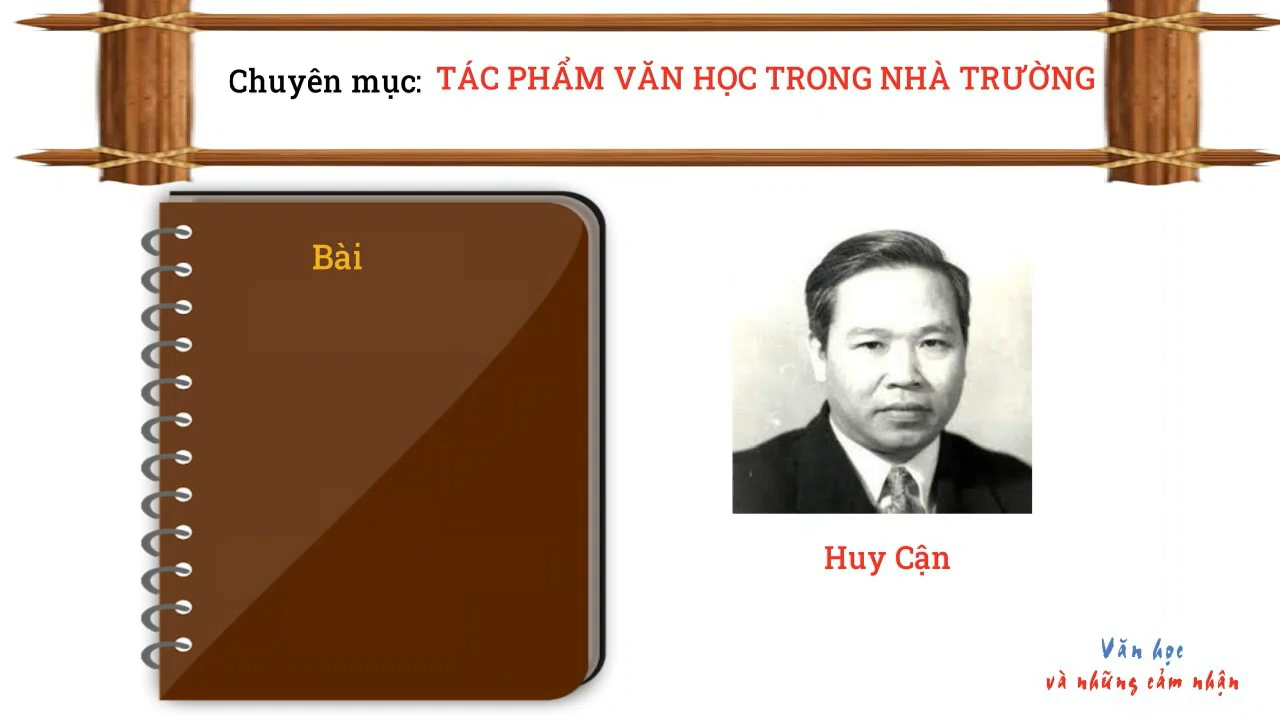 Chuyên mục: TÁC PHẨM VĂN HỌC TRONG NHÀ TRƯỜNG
Bài
Huy Cận
Văn học
và những cảm nhận